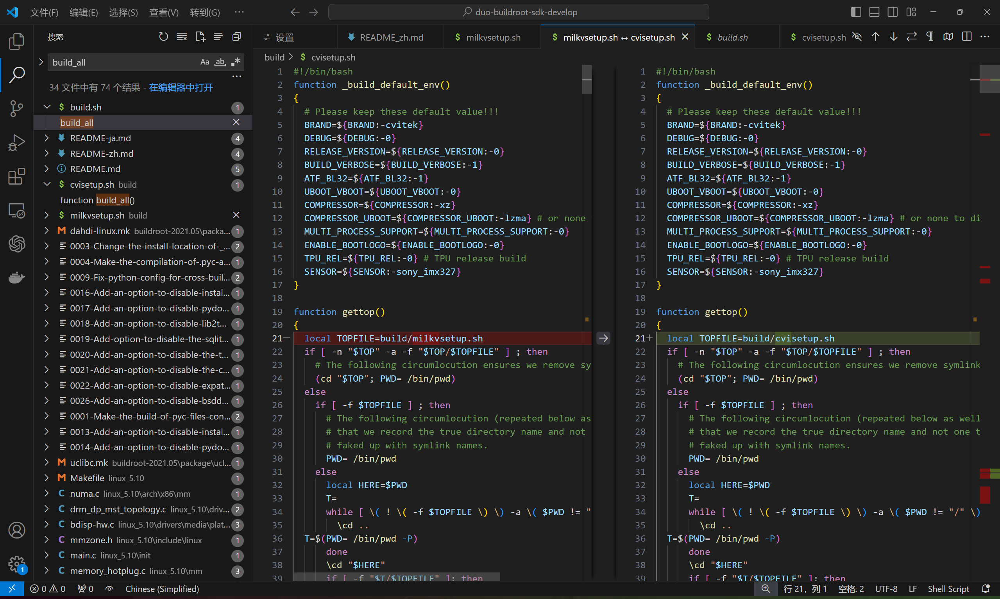 文件(F) 编辑(E) 选择(S) 查看(V) 转到(G) ···
duo-buildroot-sdk-develop
搜索
build_all
Aa ab
34 文件中有 74 个结果 - 在编辑器中打开
build.sh 1
build_all
README-ja.md 4
README-zh.md 4
README.md 5
cvisetup.sh build 1
function build_all()
milkvsetup.sh build
dahdi-linux.mk buildroot-2021.05\packa... 1
0003-Change-the-install-location-of-_... 2
0004-Make-the-compilation-of-.pyc-a... 1
0009-Fix-python-config-for-cross-buil... 2
0016-Add-an-option-to-disable-instal... 1
0017-Add-an-option-to-disable-pydo... 1
0018-Add-an-option-to-disable-lib2t... 1
0019-Add-option-to-disable-the-sqlit... 1
0020-Add-an-option-to-disable-the-t... 1
0021-Add-an-option-to-disable-the-c... 1
0022-Add-an-option-to-disable-expat... 1
0026-Add-an-option-to-disable-bsdd... 1
0001-Make-the-build-of-pyc-files-con... 2
0013-Add-an-option-to-disable-instal... 1
0014-Add-an-option-to-disable-pydo... 1
uclibc.mk buildroot-2021.05\package\ucl... 1
Makefile linux_5.10 1
numa.c linux_5.10\arch\x86\mm 1
drm_dp_mst_topology.c linux_5.10\driv... 2
bdisp-hw.c linux_5.10\drivers\media\plat... 3
mmzone.h linux_5.10\include\linux 1
main.c linux_5.10\init 1
memory_hotplug.c linux_5.10\mm 3
设置
README_zh.md
milkvsetup.sh
milkvsetup.sh ↔ cvisetup.sh
build.sh
cvisetup.sh
build > $ cvisetup.sh
1 #!/bin/bash
2 function _build_default_env()
3 {
4 # Please keep these default value!!!
5 BRAND=${BRAND:-cvitek}
6 DEBUG=${DEBUG:-0}
7 RELEASE_VERSION=${RELEASE_VERSION:-0}
8 BUILD_VERBOSE=${BUILD_VERBOSE:-1}
9 ATF_BL32=${ATF_BL32:-1}
10 UBOOT_VBOOT=${UBOOT_VBOOT:-0}
11 COMPRESSOR=${COMPRESSOR:-xz}
12 COMPRESSOR_UBOOT=${COMPRESSOR_UBOOT:-lzma} # or none
13 MULTI_PROCESS_SUPPORT=${MULTI_PROCESS_SUPPORT:-0}
14 ENABLE_BOOTLOGO=${ENABLE_BOOTLOGO:-0}
15 TPU_REL=${TPU_REL:-0} # TPU release build
16 SENSOR=${SENSOR:-sony_imx327}
17 }
18
19 function gettop()
20 {
21— local TOPFILE=build/milkvsetup.sh
22 if [ -n "$TOP" -a -f "$TOP/$TOPFILE" ] ; then
23 # The following circumlocution ensures we remove sy
24 (cd "$TOP"; PWD= /bin/pwd)
25 else
26 if [ -f $TOPFILE ] ; then
27 # The following circumlocution (repeated below as
28 # that we record the true directory name and not
29 # faked up with symlink names.
30 PWD= /bin/pwd
31 else
32 local HERE=$PWD
33 T=
34 while [ \( ! \( -f $TOPFILE \) \) -a \( $PWD != "
35 \cd ..
36 T=$(PWD= /bin/pwd -P)
37 done
38 \cd "$HERE"
39 if [ -f "$T/$TOPFILE" ]; then
1 #!/bin/bash
2 function _build_default_env()
3 {
4 # Please keep these default value!!!
5 BRAND=${BRAND:-cvitek}
6 DEBUG=${DEBUG:-0}
7 RELEASE_VERSION=${RELEASE_VERSION:-0}
8 BUILD_VERBOSE=${BUILD_VERBOSE:-1}
9 ATF_BL32=${ATF_BL32:-1}
10 UBOOT_VBOOT=${UBOOT_VBOOT:-0}
11 COMPRESSOR=${COMPRESSOR:-xz}
12 COMPRESSOR_UBOOT=${COMPRESSOR_UBOOT:-lzma} # or none to di
13 MULTI_PROCESS_SUPPORT=${MULTI_PROCESS_SUPPORT:-0}
14 ENABLE_BOOTLOGO=${ENABLE_BOOTLOGO:-0}
15 TPU_REL=${TPU_REL:-0} # TPU release build
16 SENSOR=${SENSOR:-sony_imx327}
17 }
18
19 function gettop()
20 {
21+ local TOPFILE=build/cvisetup.sh
22 if [ -n "$TOP" -a -f "$TOP/$TOPFILE" ] ; then
23 # The following circumlocution ensures we remove symlink
24 (cd "$TOP"; PWD= /bin/pwd)
25 else
26 if [ -f $TOPFILE ] ; then
27 # The following circumlocution (repeated below as well
28 # that we record the true directory name and not one t
29 # faked up with symlink names.
30 PWD= /bin/pwd
31 else
32 local HERE=$PWD
33 T=
34 while [ \( ! \( -f $TOPFILE \) \) -a \( $PWD != "/" \)
35 \cd ..
36 T=$(PWD= /bin/pwd -P)
37 done
38 \cd "$HERE"
39 if [ -f "$T/$TOPFILE" ]; then
1
0 0 0 Chinese (Simplified)
行 21，列 1 空格: 2 UTF-8 LF Shell Script